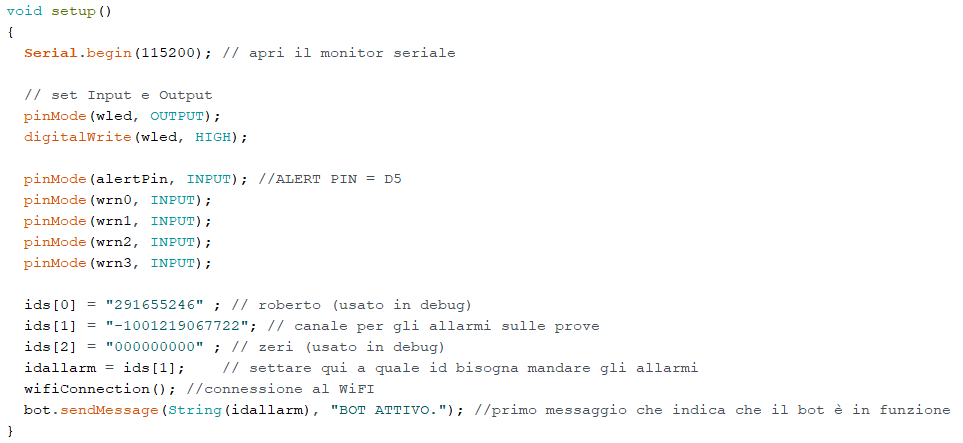 void setup()
{
  Serial.begin(115200); // apri il monitor seriale
  // set Input e Output
  pinMode(wled, OUTPUT);
  digitalWrite(wled, HIGH);
  pinMode(alertPin, INPUT); //ALERT PIN = D5
  pinMode(wrn0, INPUT);
  pinMode(wrn1, INPUT);
  pinMode(wrn2, INPUT);
  pinMode(wrn3, INPUT);
  ids[0] = "291655246" ; // roberto (usato in debug)
  ids[1] = "-1001219067722"; // canale per gli allarmi sulle prove
  ids[2] = "000000000" ; // zeri (usato in debug)
  idallarm = ids[1];    // settare qui a quale id bisogna mandare gli allarmi
  wifiConnection(); //connessione al WiFI
  bot.sendMessage(String(idallarm), "BOT ATTIVO."); //primo messaggio che indica che il bot è in funzione
}